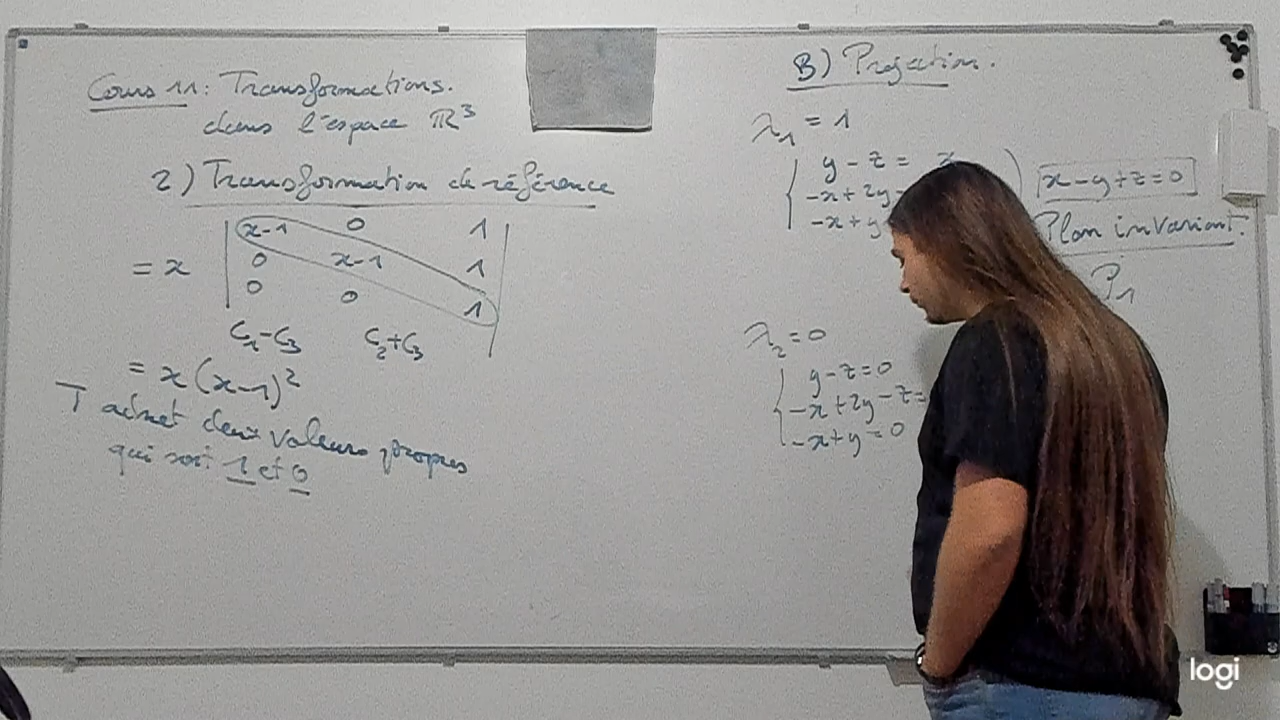 Cours 11: Transformations.
dans l'espace ℝ³
2) Transformation de référence
= x | x-1 0 1 |
| 0 x-1 1 |
| 0 0 1 |
C₁-C₃ C₂+C₃
= x(x-1)²
T admet deux valeurs propres
qui sont 1 et 0
B) Projection.
λ₁ = 1
{ y - z = x
-x+2y-
-x+y
x-y+z=0
Plan invariant.
P₁
λ₂ = 0
{ y-z=0
-x+2y-z=
-x+y=0
logi